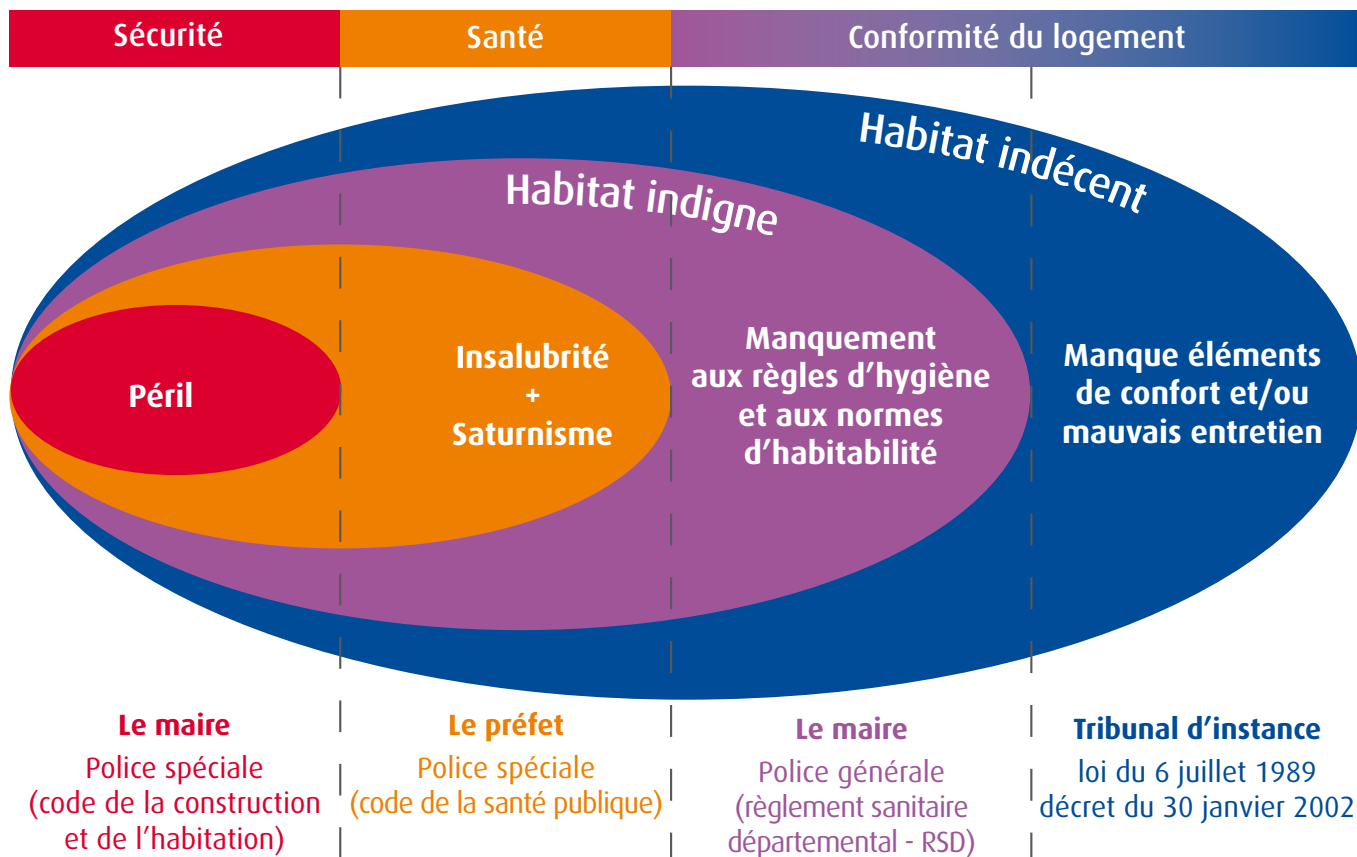 Sécurité
Santé
Conformité du logement
Habitat indécent
Habitat indigne
Péril
Insalubrité
+
Saturnisme
Manquement
aux règles d'hygiène
et aux normes
d'habitabilité
Manque éléments
de confort et/ou
mauvais entretien
Le maire
Police spéciale
(code de la construction
et de l'habitation)
Le préfet
Police spéciale
(code de la santé publique)
Le maire
Police générale
(règlement sanitaire
départemental - RSD)
Tribunal d'instance
loi du 6 juillet 1989
décret du 30 janvier 2002